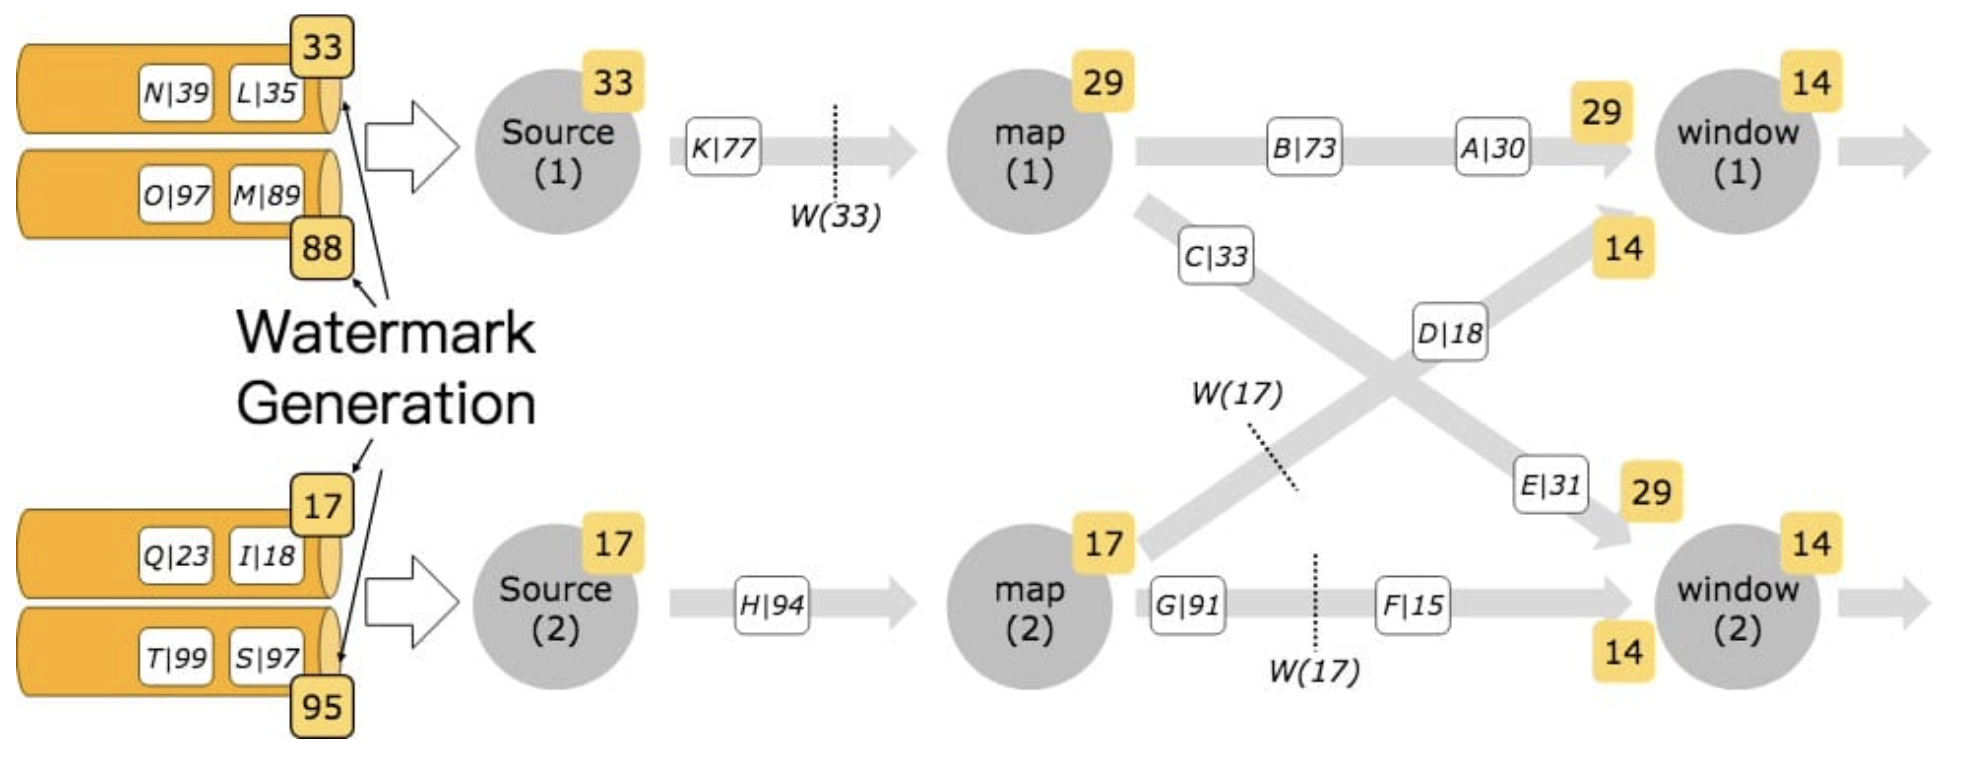 33
N|39 L|35
O|97 M|89
88
Source
(1)
33
K|77
W(33)
map
(1)
29
B|73
A|30
29
window
(1)
14
C|33
14
D|18
W(17)
E|31
29
Watermark
Generation
17
Q|23 I|18
T|99 S|97
95
Source
(2)
17
H|94
map
(2)
17
G|91
F|15
W(17)
14
window
(2)
14